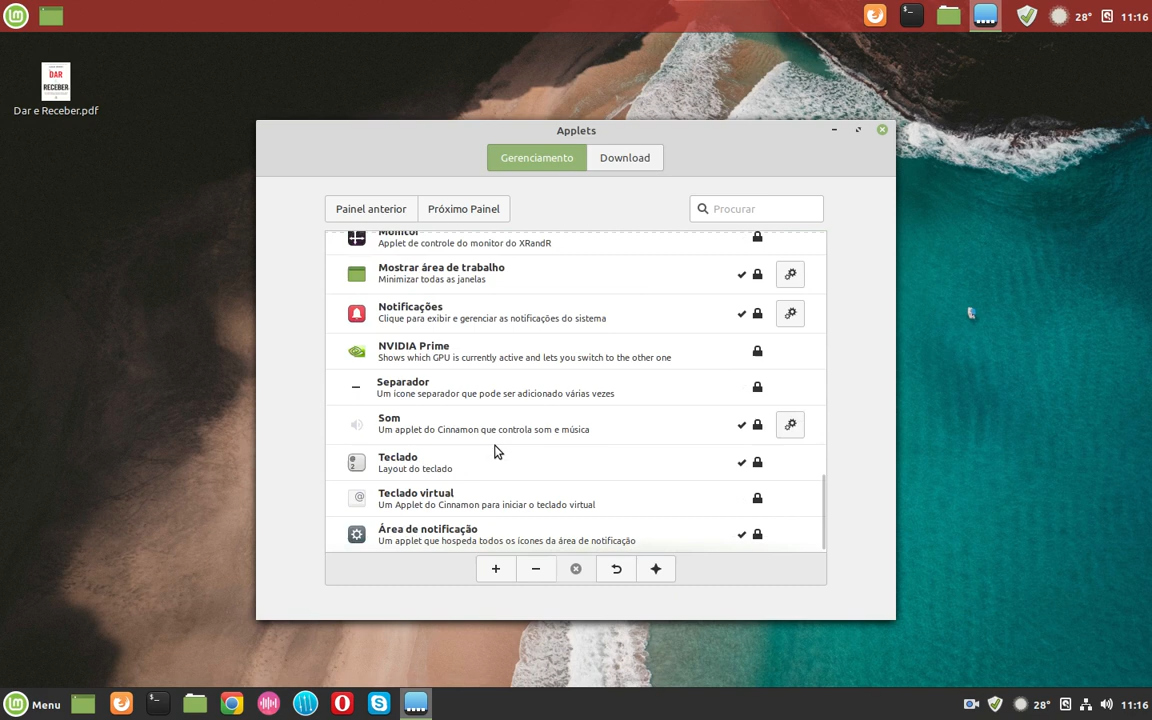 28° 11:16
DAR
RECEBER
Dar e Receber.pdf
Applets
Gerenciamento Download
Painel anterior Próximo Painel Procurar
Monitor
Applet de controle do monitor do XRandR
Mostrar área de trabalho
Minimizar todas as janelas
Notificações
Clique para exibir e gerenciar as notificações do sistema
NVIDIA Prime
Shows which GPU is currently active and lets you switch to the other one
Separador
Um ícone separador que pode ser adicionado várias vezes
Som
Um applet do Cinnamon que controla som e música
Teclado
Layout do teclado
Teclado virtual
Um Applet do Cinnamon para iniciar o teclado virtual
Área de notificação
Um applet que hospeda todos os ícones da área de notificação
Menu 28° 11:16